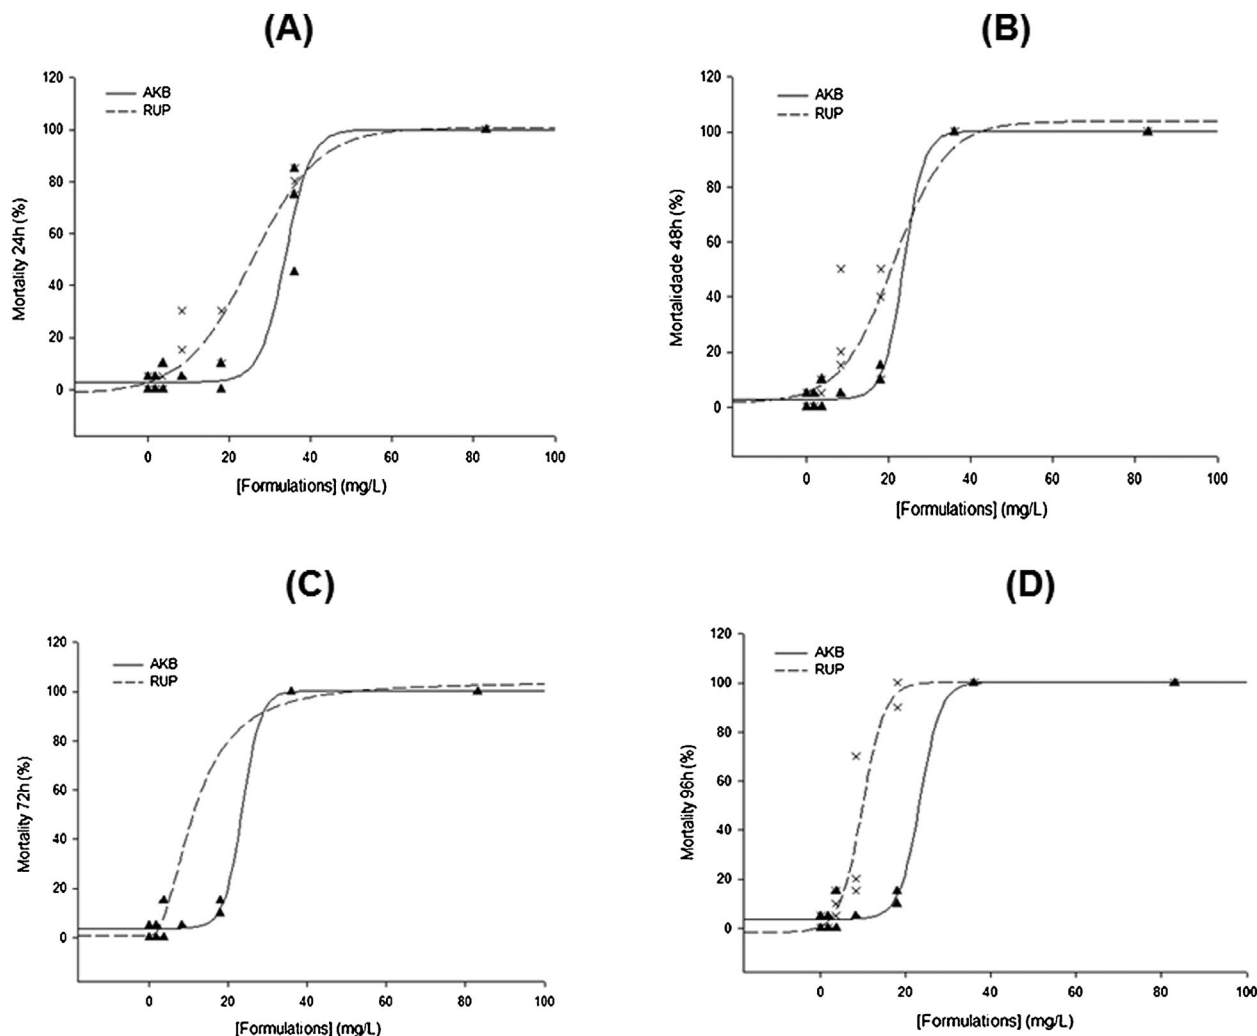 (A)
120
100
80
60
40
20
0
Mortality 24h (%)
AKB
RUP
0 20 40 60 80 100
[Formulations] (mg/L)
(B)
120
100
80
60
40
20
0
Mortalidade 48h (%)
AKB
RUP
0 20 40 60 80 100
[Formulations] (mg/L)
(C)
120
100
80
60
40
20
0
Mortality 72h (%)
AKB
RUP
0 20 40 60 80 100
[Formulations] (mg/L)
(D)
120
100
80
60
40
20
0
Mortality 96h (%)
AKB
RUP
0 20 40 60 80 100
[Formulations] (mg/L)